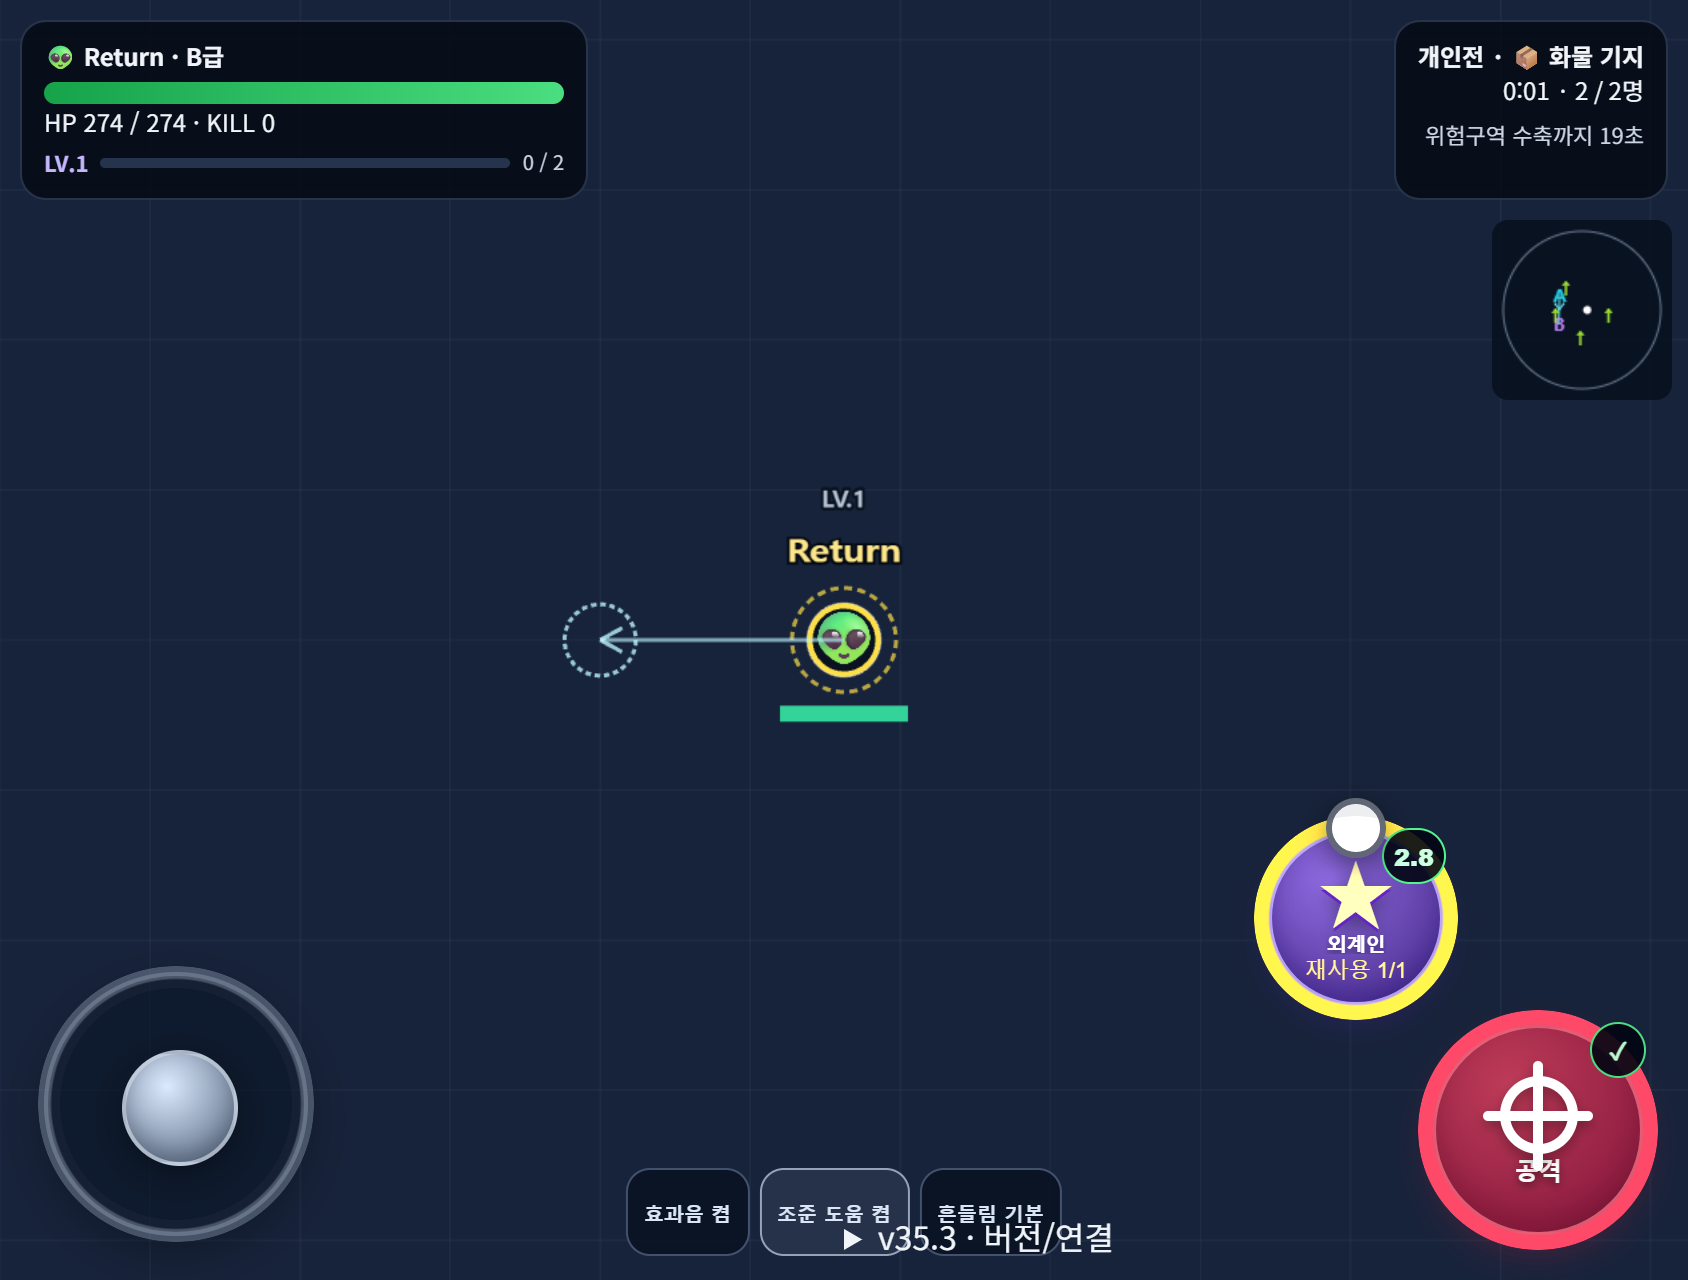 Return · B급
HP 274 / 274 · KILL 0
LV.1 0 / 2
개인전 · 화물 기지
0:01 · 2 / 2명
위험구역 수축까지 19초
A
B
LV.1
Return
2.8
외계인
재사용 1/1
공격
효과음 켬
조준 도움 켬
흔들림 기본
▶ v35.3 · 버전/연결